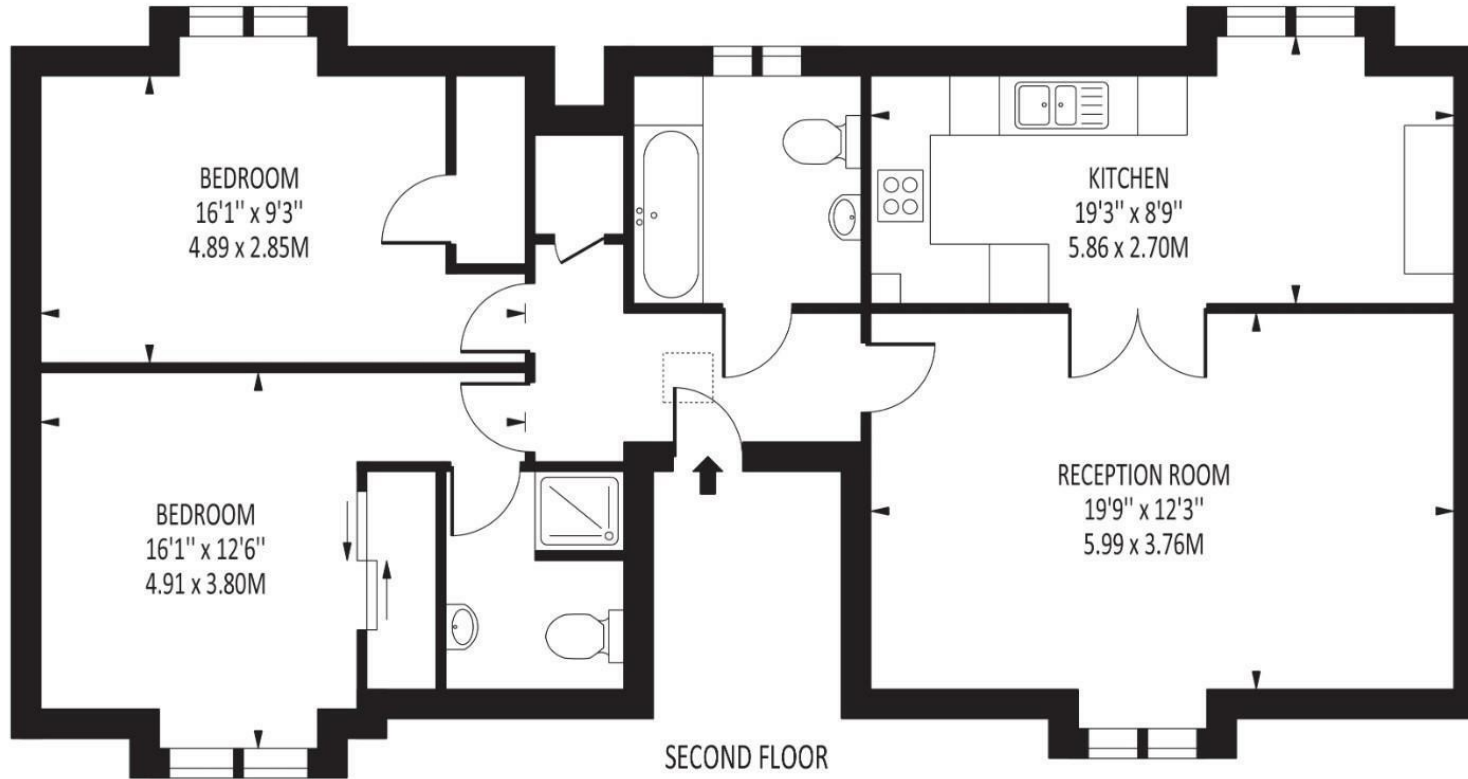 BEDROOM
16'1" x 9'3"
4.89 x 2.85M
KITCHEN
19'3" x 8'9"
5.86 x 2.70M
BEDROOM
16'1" x 12'6"
4.91 x 3.80M
RECEPTION ROOM
19'9" x 12'3"
5.99 x 3.76M
SECOND FLOOR